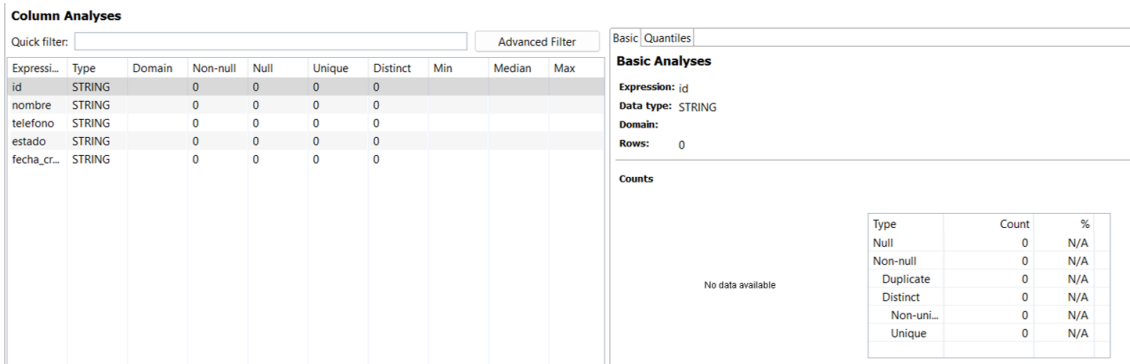 Column Analyses
Quick filter:
Advanced Filter
Expressi... Type Domain Non-null Null Unique Distinct Min Median Max
id STRING 0 0 0 0
nombre STRING 0 0 0 0
telefono STRING 0 0 0 0
estado STRING 0 0 0 0
fecha_cr... STRING 0 0 0 0
Basic Quantiles
Basic Analyses
Expression: id
Data type: STRING
Domain:
Rows: 0
Counts
No data available
Type Count %
Null 0 N/A
Non-null 0 N/A
Duplicate 0 N/A
Distinct 0 N/A
Non-uni... 0 N/A
Unique 0 N/A